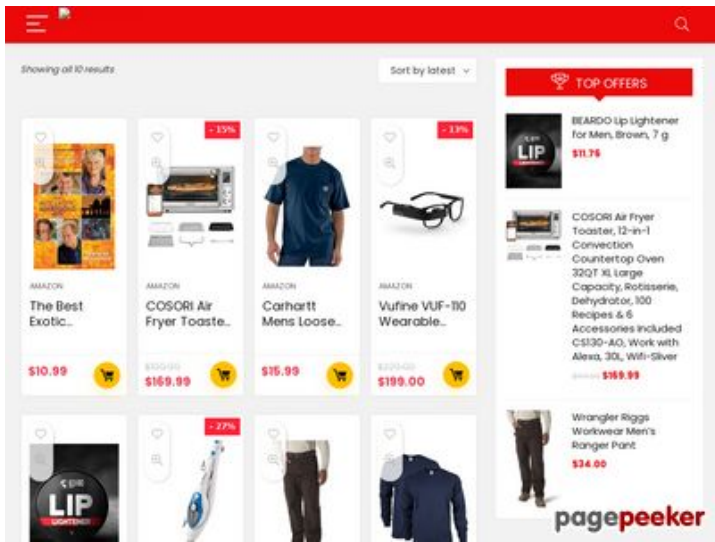 Showing all 10 results
Sort by latest
TOP OFFERS
BEARDO Lip Lightener
for Men, Brown, 7 g
$11.76
COSORI Air Fryer
Toaster, 12-in-1
Convection
Countertop Oven
32QT XL Large
Capacity, Rotisserie,
Dehydrator, 100
Recipes & 6
Accessories Included
CS130-AO, Work with
Alexa, 30L, Wifi-Sliver
$169.99
Wrangler Riggs
Workwear Men's
Ranger Pant
$34.00
- 15%
- 13%
AMAZON
The Best
Exotic...
$10.99
AMAZON
COSORI Air
Fryer Toaste...
$169.99
AMAZON
Carhartt
Mens Loose...
$15.99
AMAZON
Vufine VUF-110
Wearable...
$199.00
- 27%
LIP
LIGHTENER
LIP
pagepeeker